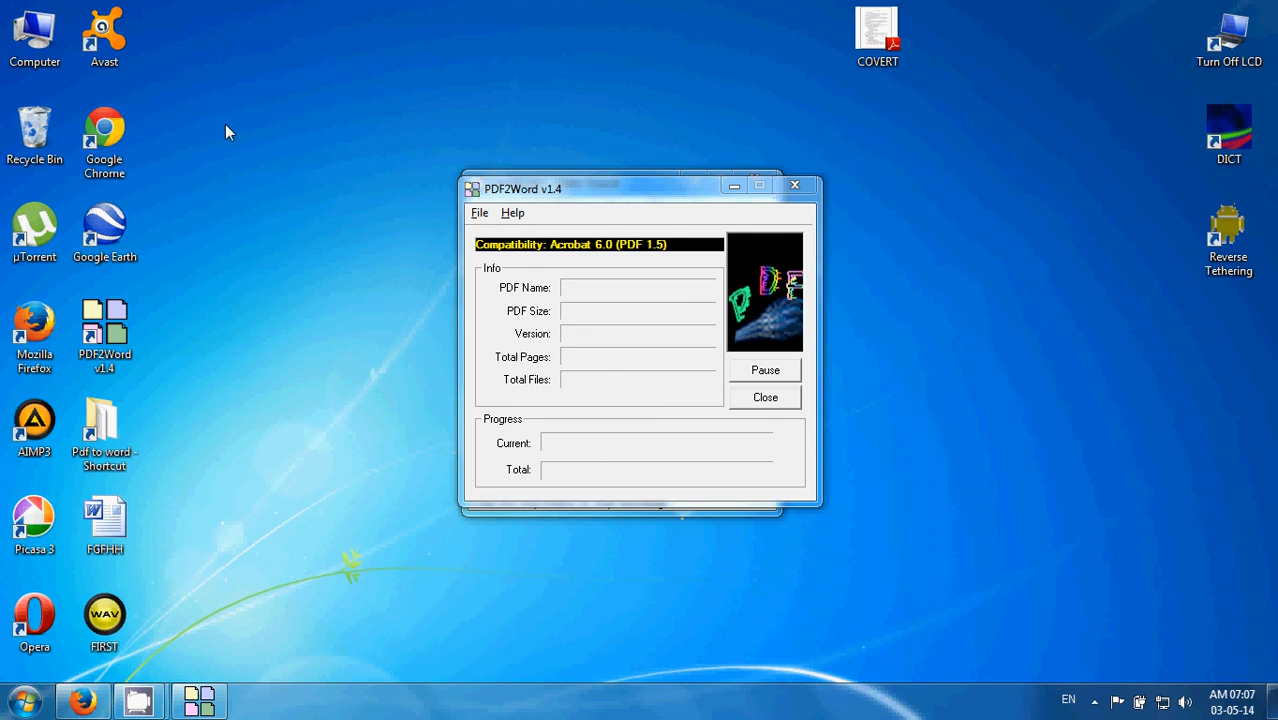 Computer
Avast
COVERT
Turn Off LCD
Recycle Bin
Google
Chrome
DICT
PDF2Word v1.4
File Help
µTorrent
Google Earth
Reverse
Tethering
Compatibility: Acrobat 6.0 (PDF 1.5)
Info
PDF Name:
PDF Size:
Version:
Total Pages:
Total Files:
PDF
Pause
Close
Mozilla
Firefox
PDF2Word
v1.4
Progress
Current:
Total:
AIMP3
Pdf to word -
Shortcut
Picasa 3
FGFHH
Opera
WAV
FIRST
EN
AM 07:07
03-05-14